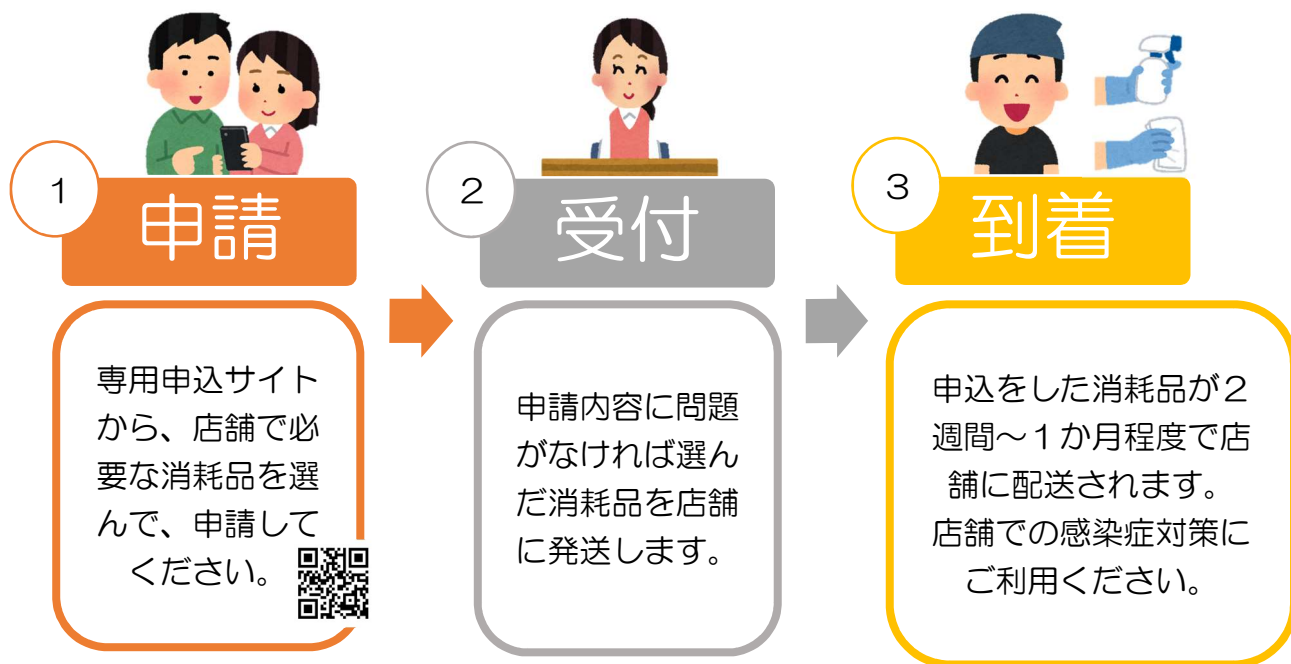 1
申請
専用申込サイト
から、店舗で必
要な消耗品を選
んで、申請して
ください。
2
受付
申請内容に問題
がなければ選ん
だ消耗品を店舗
に発送します。
3
到着
申込をした消耗品が２
週間～１か月程度で店
舗に配送されます。
店舗での感染症対策に
ご利用ください。